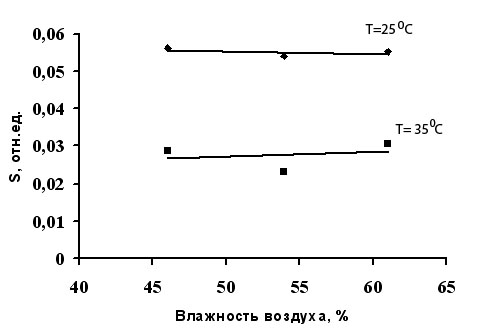 0,06
0,05
0,04
0,03
0,02
0,01
0
S, отн.ед.
T=25⁰C
T= 35⁰C
40 45 50 55 60 65
Влажность воздуха, %